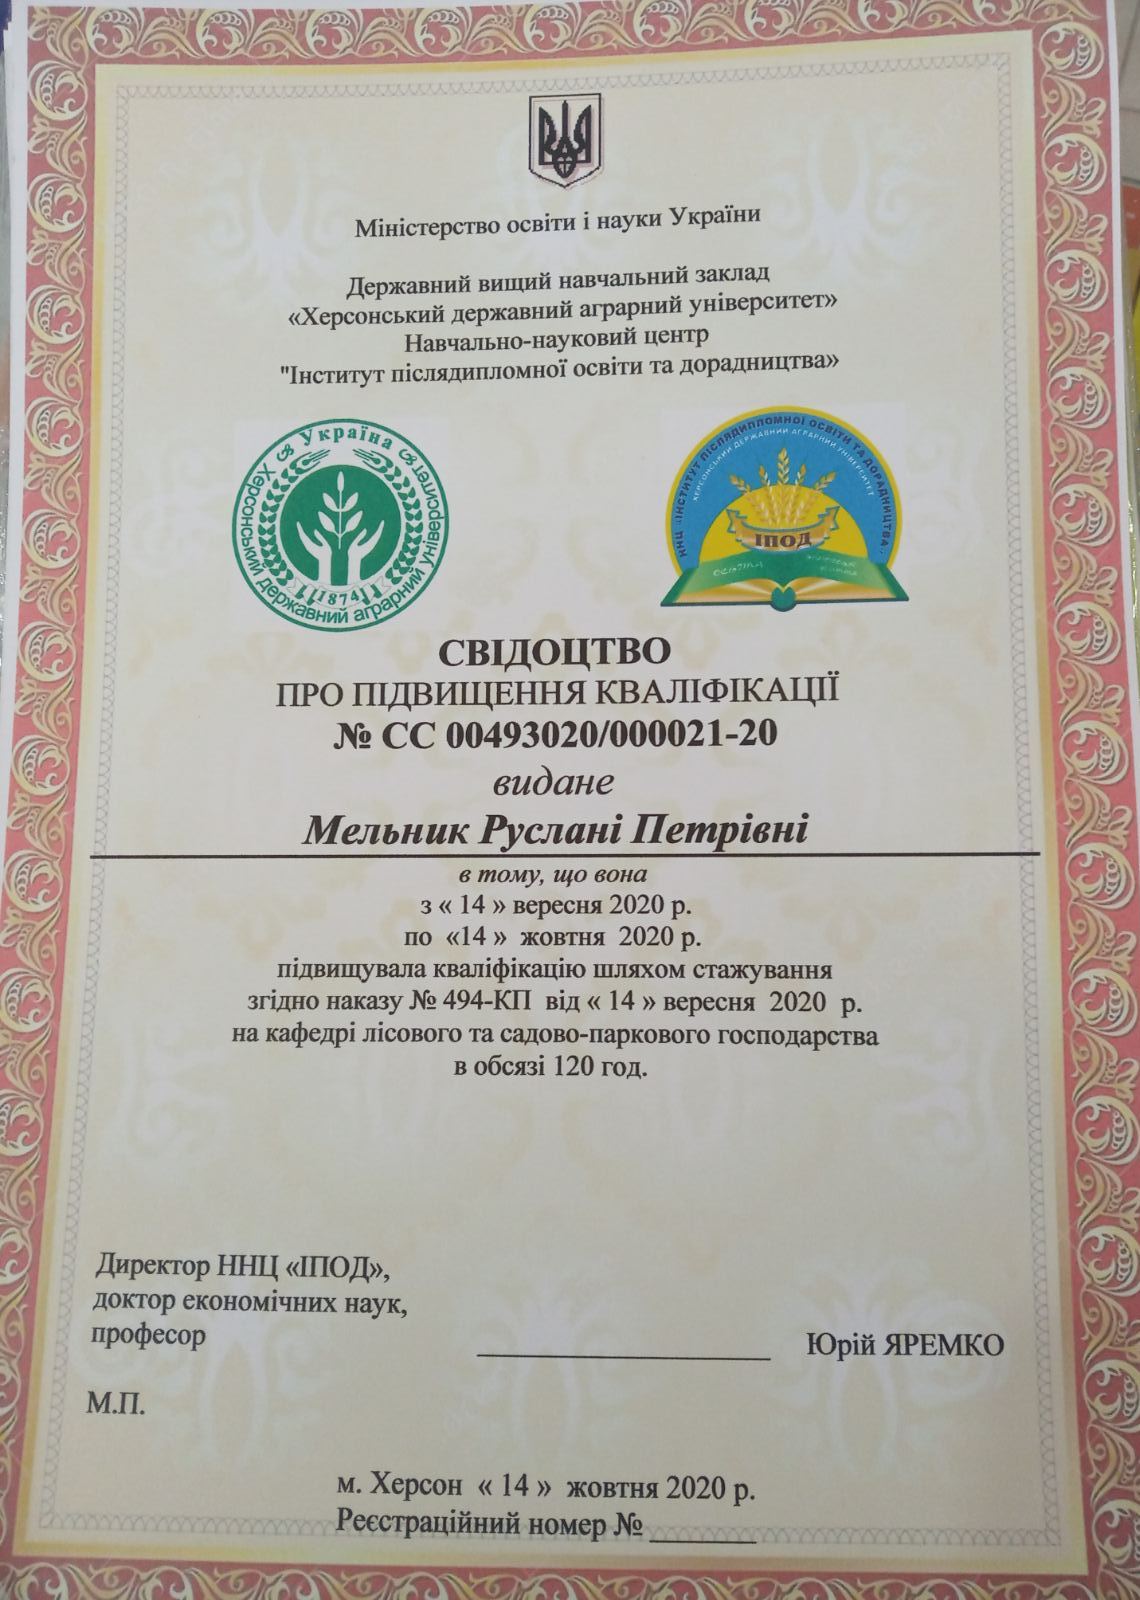 Міністерство освіти і науки України
Державний вищий навчальний заклад
«Херсонський державний аграрний університет»
Навчально-науковий центр
"Інститут післядипломної освіти та дорадництва»
Україна
Херсонський державний аграрний університет
1874
ННЦ «ІНСТИТУТ ПІСЛЯДИПЛОМНОЇ ОСВІТИ ТА ДОРАДНИЦТВА»
ХЕРСОНСЬКИЙ ДЕРЖАВНИЙ АГРАРНИЙ УНІВЕРСИТЕТ
ІПОД
СВІДОЦТВО
ПРО ПІДВИЩЕННЯ КВАЛІФІКАЦІЇ
№ СС 00493020/000021-20
видане
Мельник Руслані Петрівні
в тому, що вона
з « 14 » вересня 2020 р.
по «14 » жовтня 2020 р.
підвищувала кваліфікацію шляхом стажування
згідно наказу № 494-КП від « 14 » вересня 2020 р.
на кафедрі лісового та садово-паркового господарства
в обсязі 120 год.
Директор ННЦ «ІПОД»,
доктор економічних наук,
професор
Юрій ЯРЕМКО
М.П.
м. Херсон « 14 » жовтня 2020 р.
Реєстраційний номер №